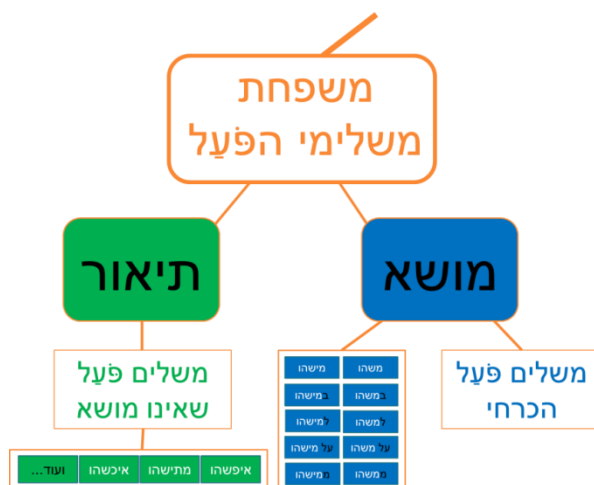 משפחת
משלימי הפֹּעַל
מושא
תיאור
משלים פֹּעַל
הכרחי
משהו מישהו
במשהו במישהו
למשהו למישהו
על משהו על מישהו
ממשהו ממישהו
משלים פֹּעַל
שאינו מושא
איפשהו מתישהו איכשהו ועוד...